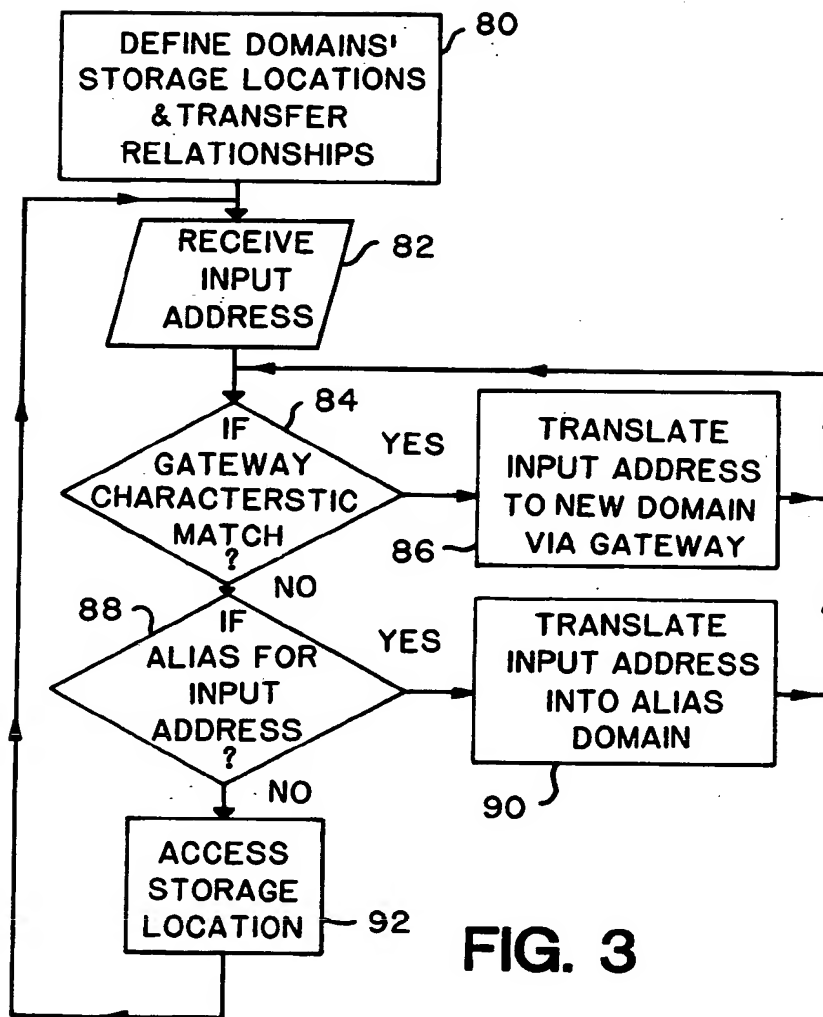 80
DEFINE DOMAINS'
STORAGE LOCATIONS
& TRANSFER
RELATIONSHIPS
RECEIVE
INPUT
ADDRESS
82
84
IF
GATEWAY
CHARACTERSTIC
MATCH
?
YES
NO
TRANSLATE
INPUT ADDRESS
TO NEW DOMAIN
VIA GATEWAY
86
88
IF
ALIAS FOR
INPUT
ADDRESS
?
YES
NO
TRANSLATE
INPUT ADDRESS
INTO ALIAS
DOMAIN
90
ACCESS
STORAGE
LOCATION
92
FIG. 3